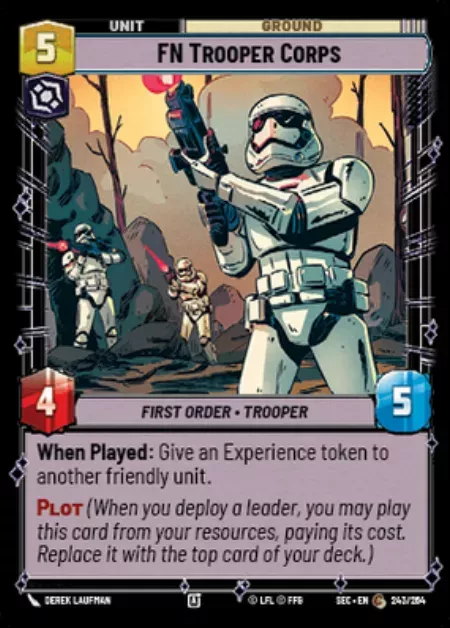 UNIT
GROUND
5
FN TROOPER CORPS
4
5
FIRST ORDER • TROOPER
When Played: Give an Experience token to
another friendly unit.
PLOT (When you deploy a leader, you may play
this card from your resources, paying its cost.
Replace it with the top card of your deck.)
DEREK LAUFMAN
A
© LFL © FFG
SEC • EN
C
243/264